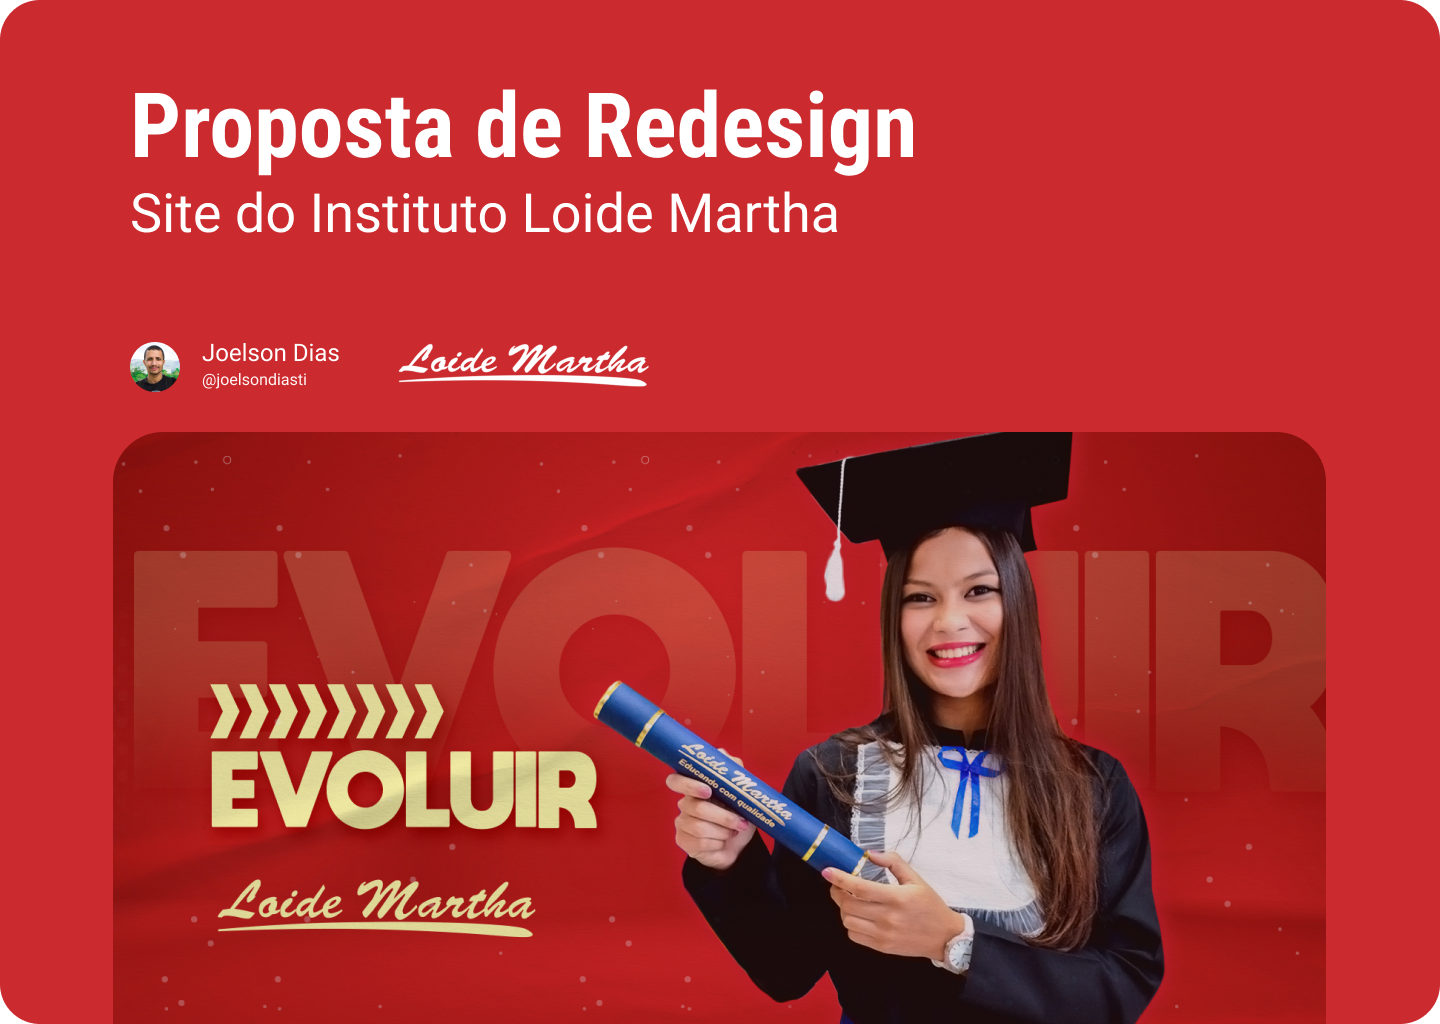 Proposta de Redesign
Site do Instituto Loide Martha
Joelson Dias
@joelsondiasti
Loide Martha
EVOLUIR
EVOLUIR
Loide Martha
Loide Martha
Educando com qualidade